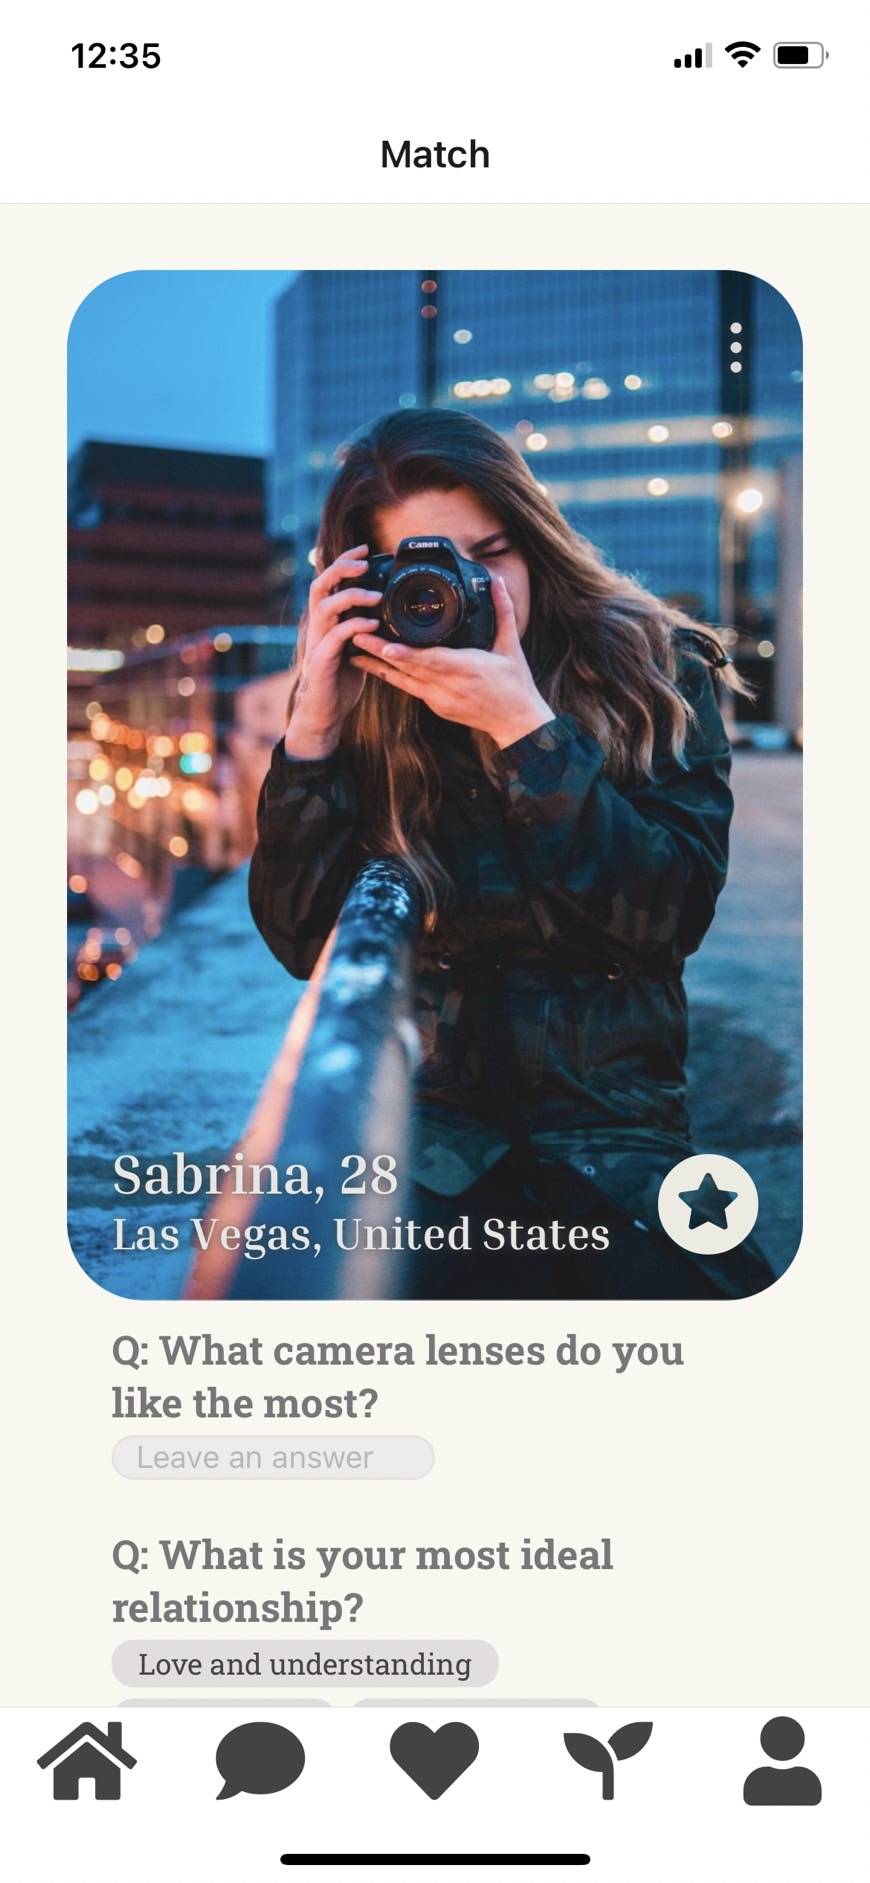 12:35
Match
Canon
Sabrina, 28
Las Vegas, United States
Q: What camera lenses do you
like the most?
Leave an answer
Q: What is your most ideal
relationship?
Love and understanding